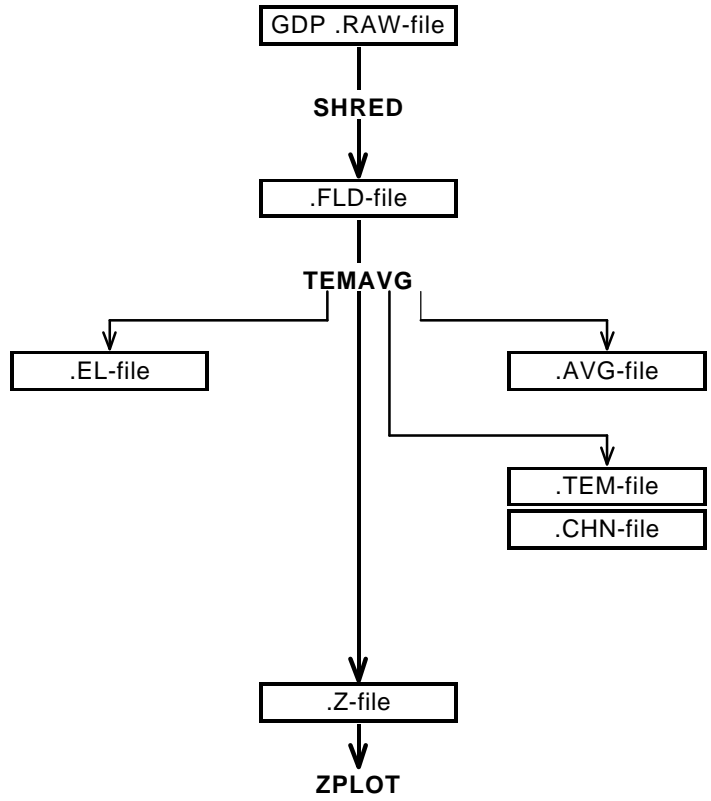 GDP .RAW-file
SHRED
.FLD-file
TEMAVG
.EL-file
.AVG-file
.TEM-file
.CHN-file
.Z-file
ZPLOT